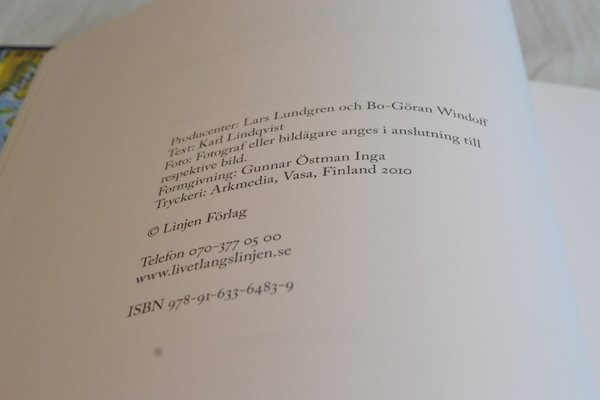 Producenter: Lars Lundgren och Bo-Göran Windoff
Text: Karl Lindqvist
Foto: Fotograf eller bildägare anges i anslutning till
respektive bild.
Formgivning: Gunnar Östman Inga
Tryckeri: Arkmedia, Vasa, Finland 2010
© Linjen Förlag
Telefon 070-377 05 00
www.livetlangslinjen.se
ISBN 978-91-633-6483-9